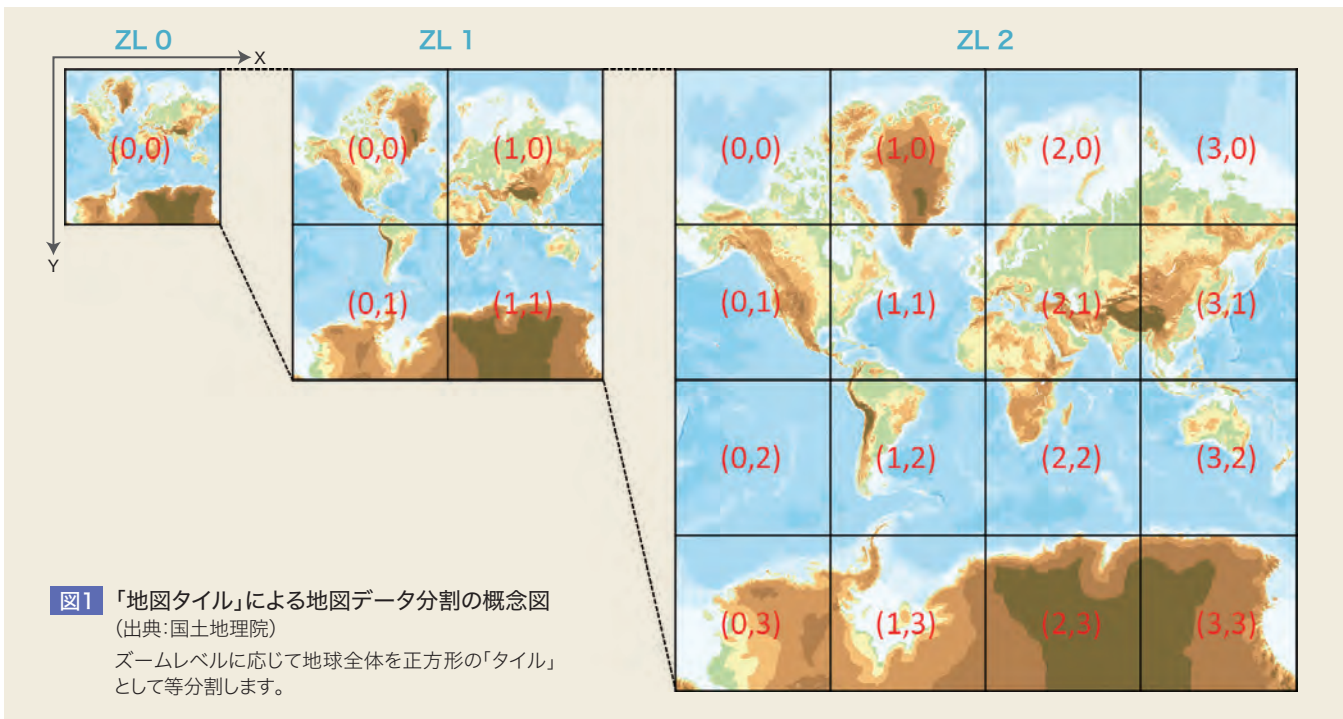 ZL 0
ZL 1
ZL 2
X
Y
(0,0)
(0,0) (1,0)
(0,1) (1,1)
(0,0) (1,0) (2,0) (3,0)
(0,1) (1,1) (2,1) (3,1)
(0,2) (1,2) (2,2) (3,2)
(0,3) (1,3) (2,3) (3,3)
図1 「地図タイル」による地図データ分割の概念図
(出典:国土地理院)
ズームレベルに応じて地球全体を正方形の「タイル」
として等分割します。